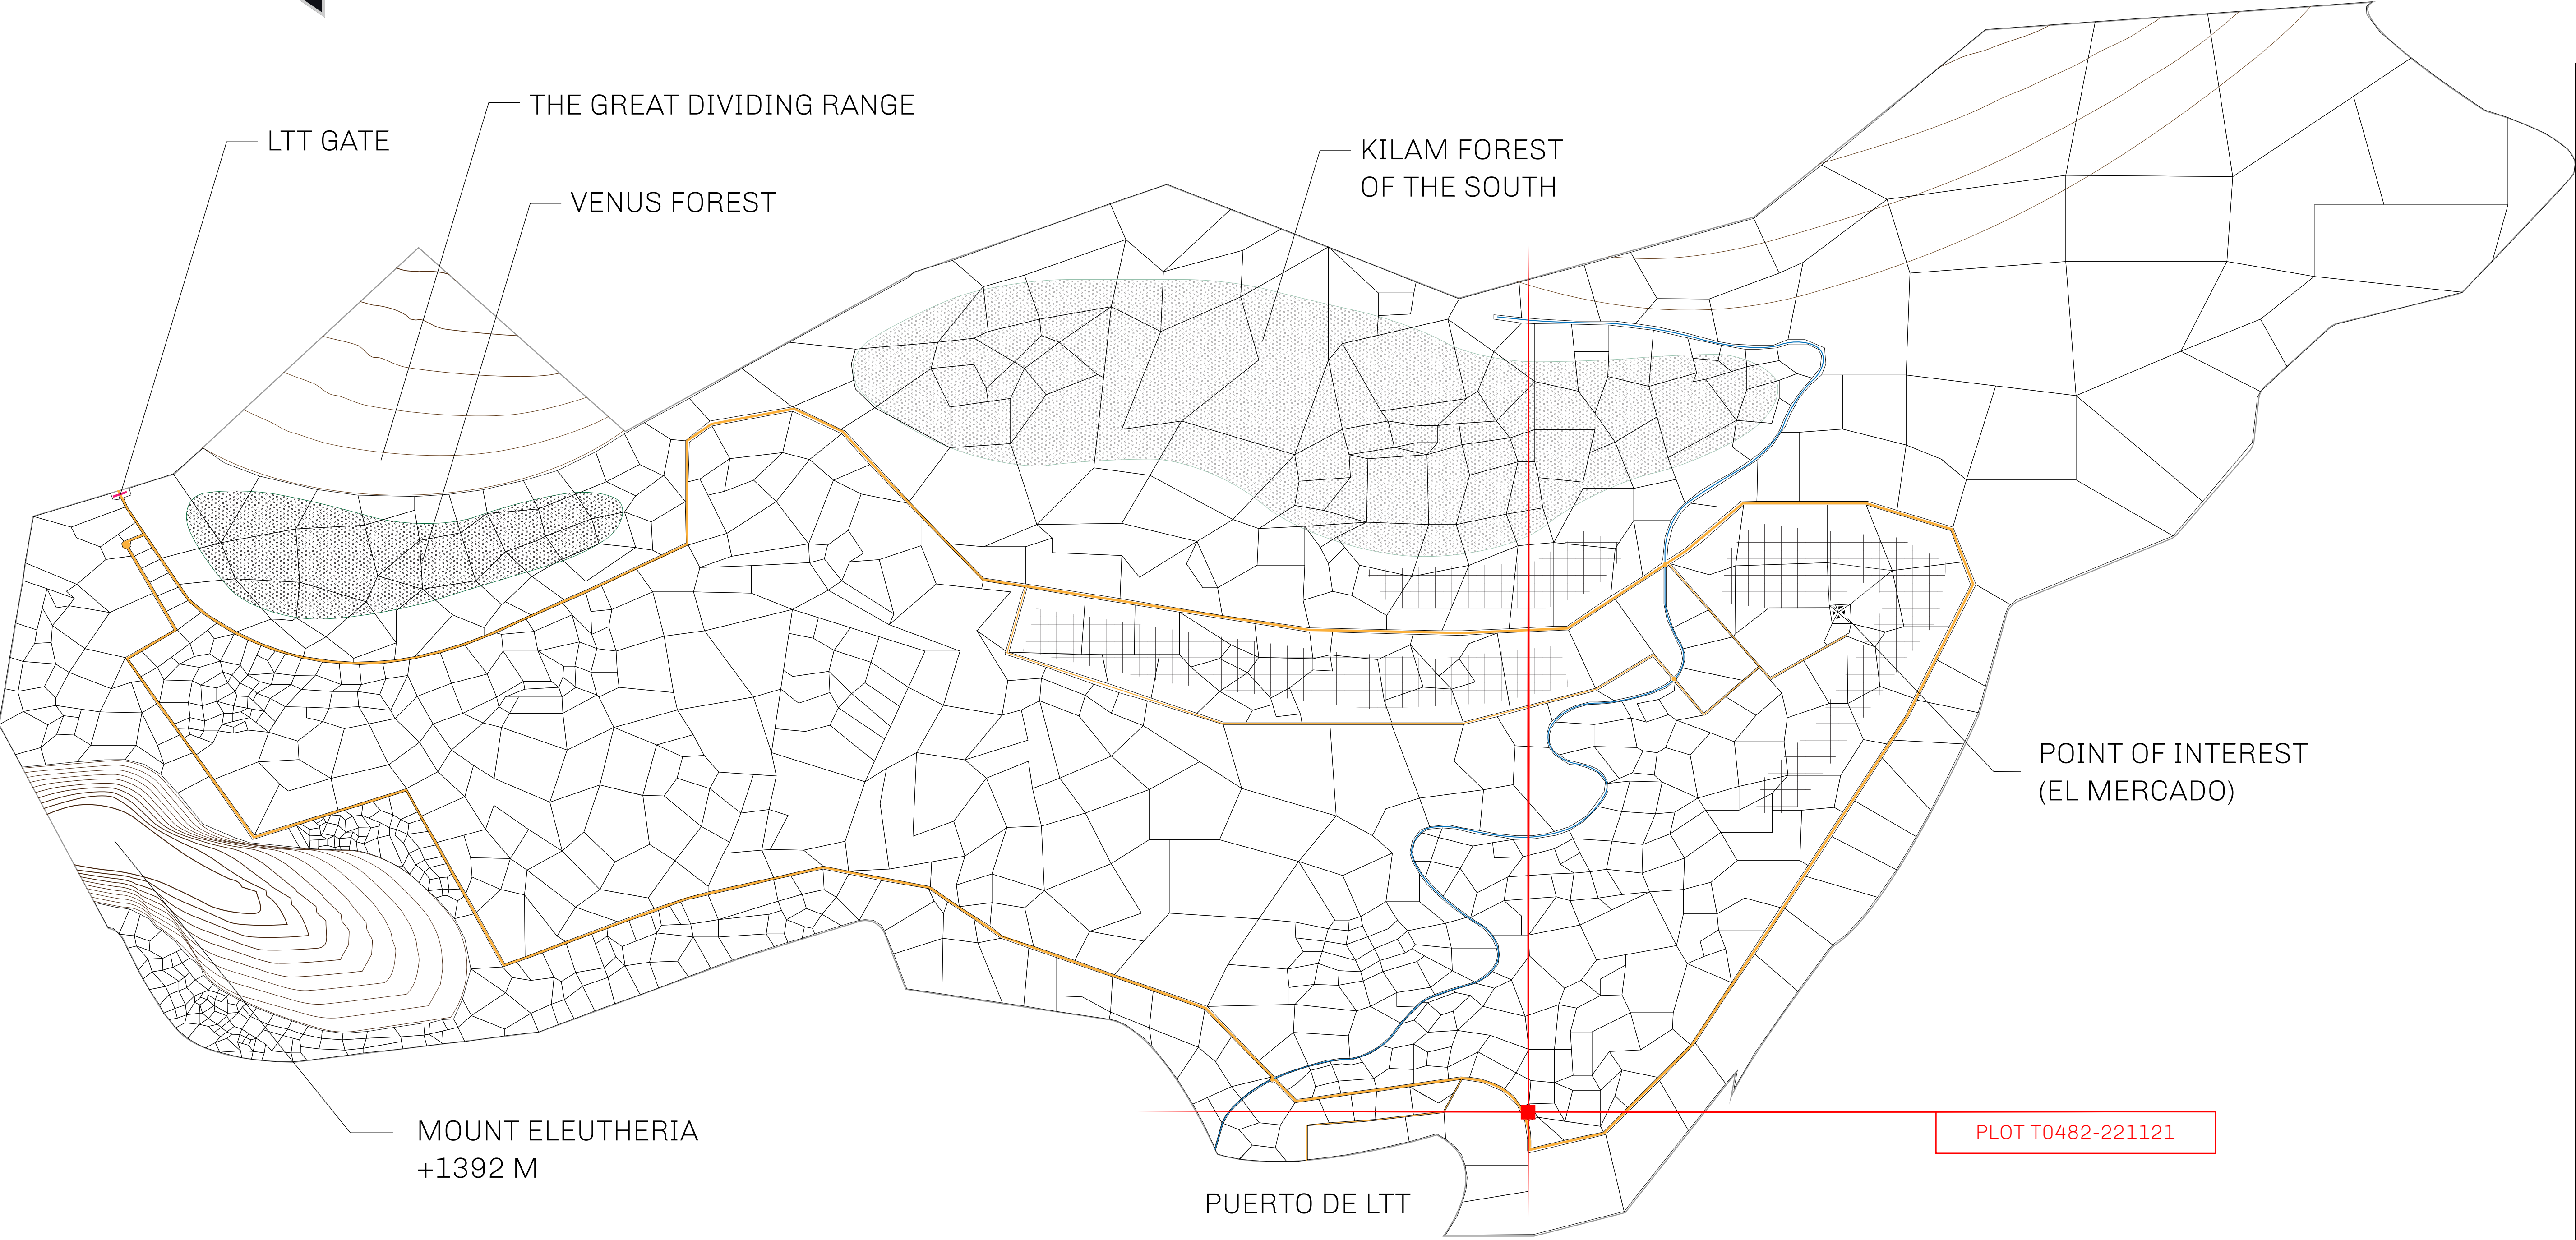 THE GREAT DIVIDING RANGE
LTT GATE
VENUS FOREST
KILAM FOREST
OF THE SOUTH
POINT OF INTEREST
(EL MERCADO)
MOUNT ELEUTHERIA
+1392 M
PUERTO DE LTT
PLOT T0482-221121